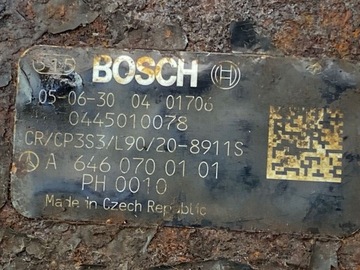 515 BOSCH
05-06-30 04 01706
0445010078
CR/CP3S3/L90/20-8911S
A 646 070 01 01
PH 0010
Made in Czech Republic